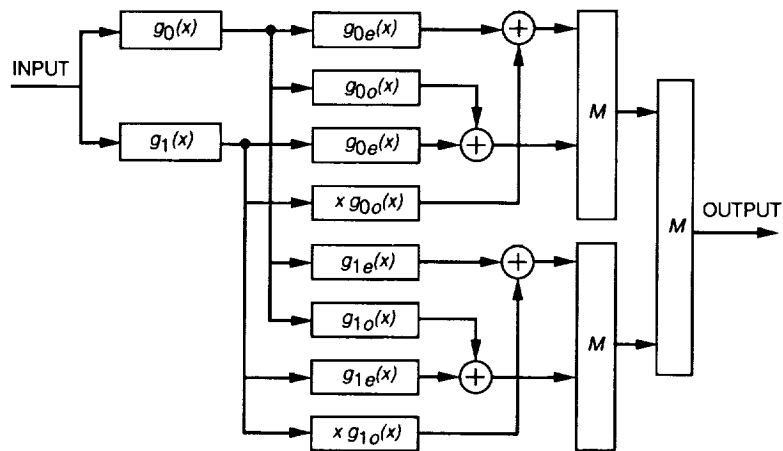 INPUT
g0(x)
g1(x)
g0e(x)
g0o(x)
g0e(x)
x g0o(x)
g1e(x)
g1o(x)
g1e(x)
x g1o(x)
+
+
+
+
M
M
M
OUTPUT